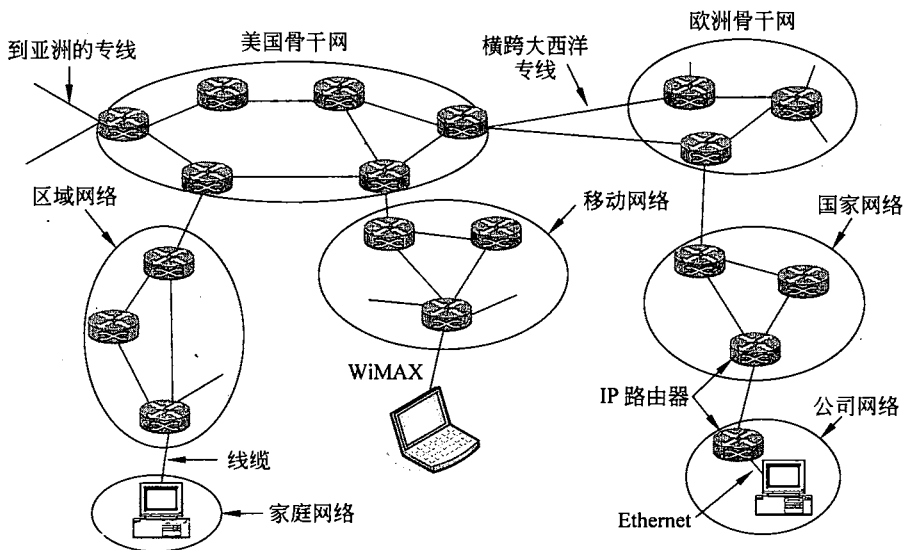 到亚洲的专线
美国骨干网
横跨大西洋
专线
欧洲骨干网
区域网络
移动网络
国家网络
WiMAX
IP 路由器
公司网络
线缆
家庭网络
Ethernet